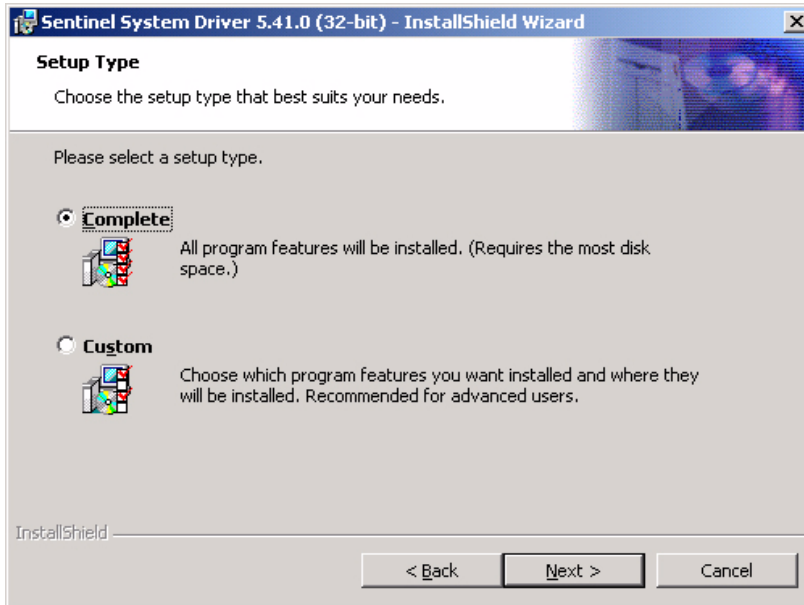 Sentinel System Driver 5.41.0 (32-bit) - InstallShield Wizard
Setup Type
Choose the setup type that best suits your needs.
Please select a setup type.
Complete
All program features will be installed. (Requires the most disk
space.)
Custom
Choose which program features you want installed and where they
will be installed. Recommended for advanced users.
InstallShield
< Back
Next >
Cancel